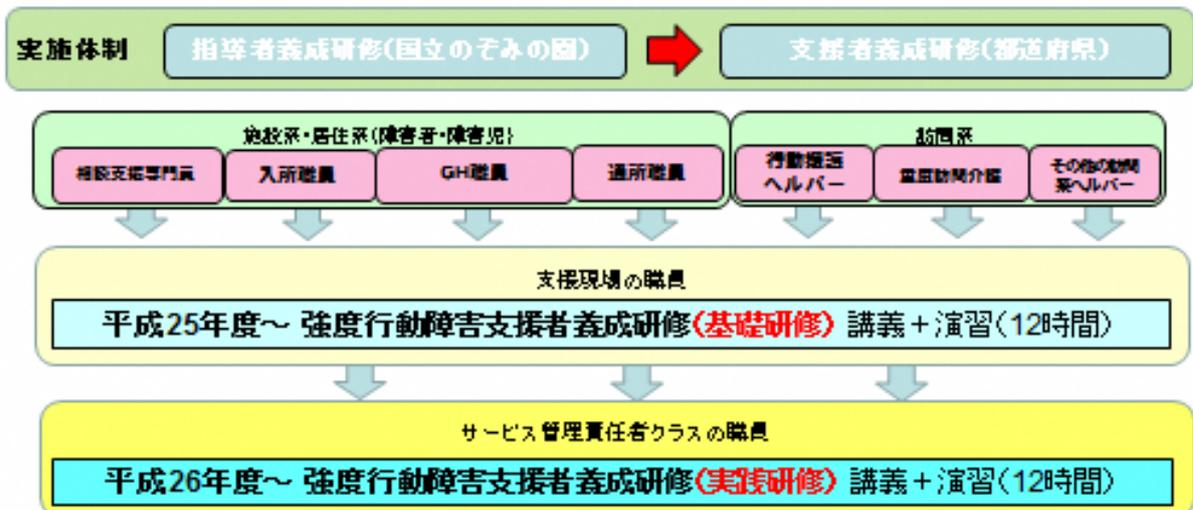 実施体制
指導者養成研修(国立のぞみの園)
支援者養成研修(都道府県)
施設系・居住系(障害者・障害児)
訪問系
相談支援専門員
入所職員
GH職員
通所職員
行動援護
ヘルパー
重度訪問介護
その他の訪問
系ヘルパー
支援現場の職員
平成25年度～ 強度行動障害支援者養成研修(基礎研修) 講義+演習(12時間)
サービス管理責任者クラスの職員
平成26年度～ 強度行動障害支援者養成研修(実践研修) 講義+演習(12時間)